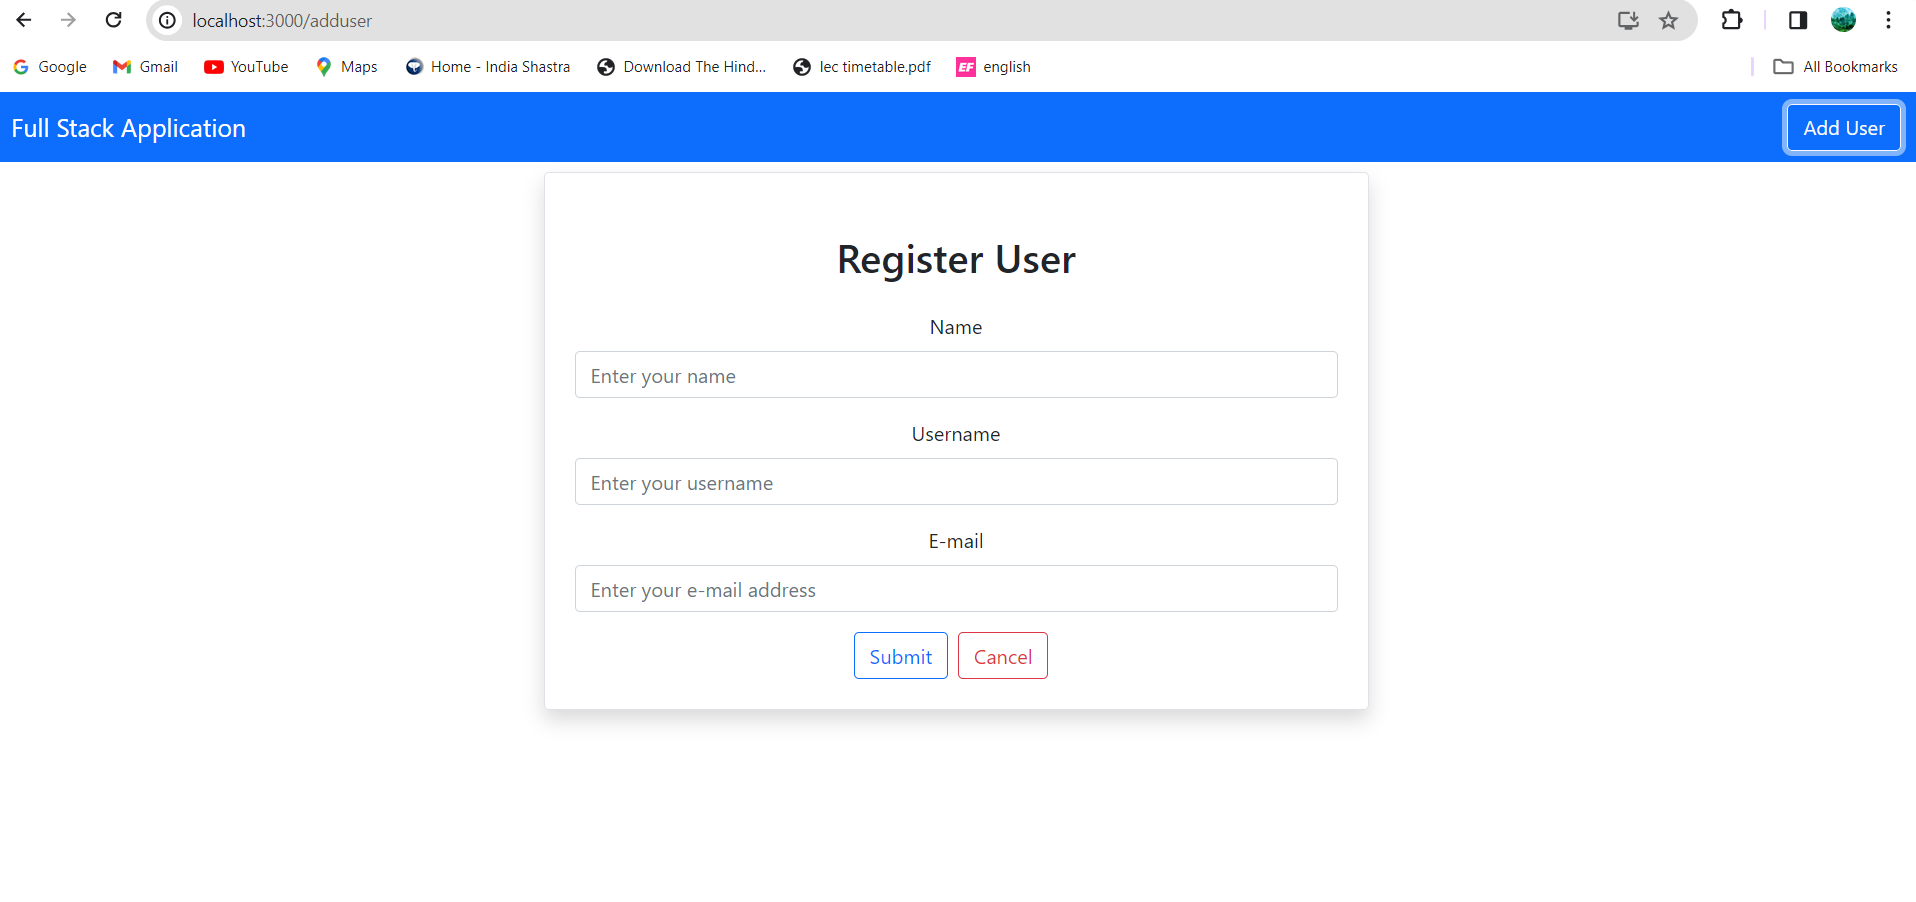 localhost:3000/adduser
Google Gmail YouTube Maps Home - India Shastra Download The Hind... lec timetable.pdf EF english All Bookmarks
Full Stack Application Add User
Register User
Name
Enter your name
Username
Enter your username
E-mail
Enter your e-mail address
Submit Cancel